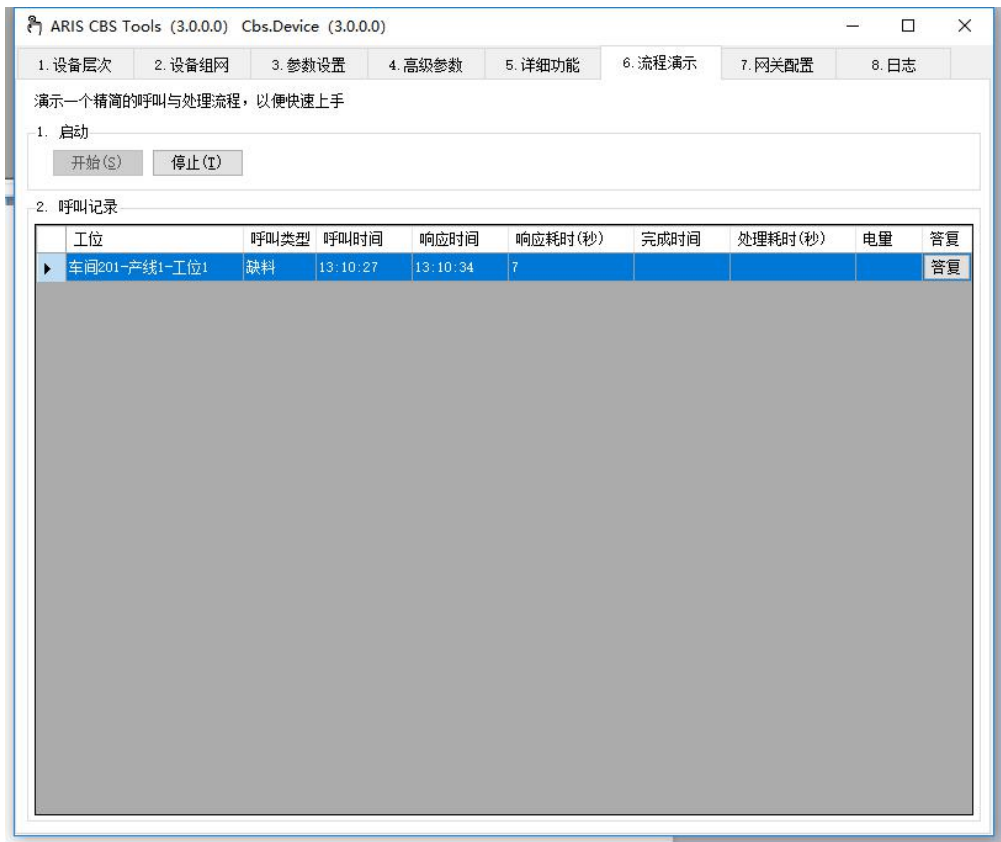 ARIS CBS Tools (3.0.0.0) Cbs.Device (3.0.0.0)
1.设备层次 2.设备组网 3.参数设置 4.高级参数 5.详细功能 6.流程演示 7.网关配置 8.日志
演示一个精简的呼叫与处理流程，以便快速上手
1. 启动
开始(S) 停止(T)
2. 呼叫记录
工位 呼叫类型 呼叫时间 响应时间 响应耗时(秒) 完成时间 处理耗时(秒) 电量 答复
车间201-产线1-工位1 缺料 13:10:27 13:10:34 7 答复